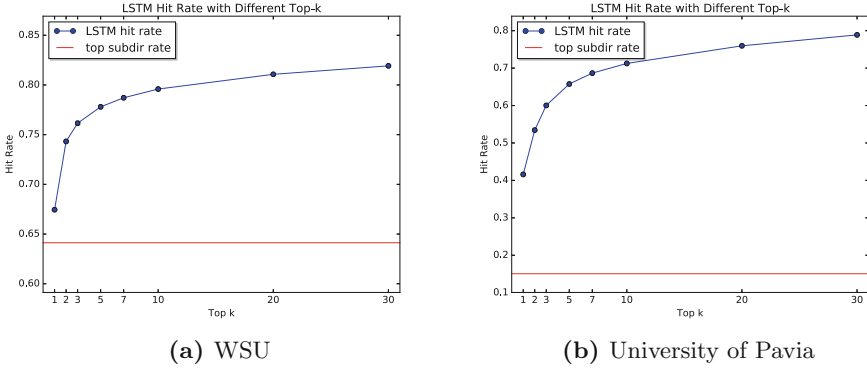 LSTM Hit Rate with Different Top-k
LSTM hit rate
top subdir rate
Hit Rate
0.85
0.80
0.75
0.70
0.65
0.60
1 2 3 5 7 10 20 30
Top k
(a) WSU
LSTM Hit Rate with Different Top-k
LSTM hit rate
top subdir rate
Hit Rate
0.8
0.7
0.6
0.5
0.4
0.3
0.2
0.1
1 2 3 5 7 10 20 30
Top k
(b) University of Pavia